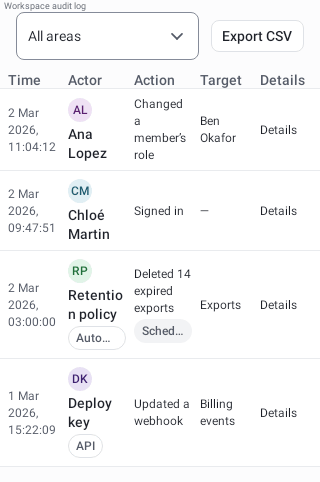 Workspace audit log
All areas
Export CSV
Time Actor Action Target Details
2 Mar
2026,
11:04:12
AL
Ana
Lopez
Changed
a
member's
role
Ben
Okafor
Details
2 Mar
2026,
09:47:51
CM
Chloé
Martin
Signed in
—
Details
2 Mar
2026,
03:00:00
RP
Retentio
n policy
Auto…
Deleted 14
expired
exports
Sched…
Exports
Details
1 Mar
2026,
15:22:09
DK
Deploy
key
API
Updated a
webhook
Billing
events
Details